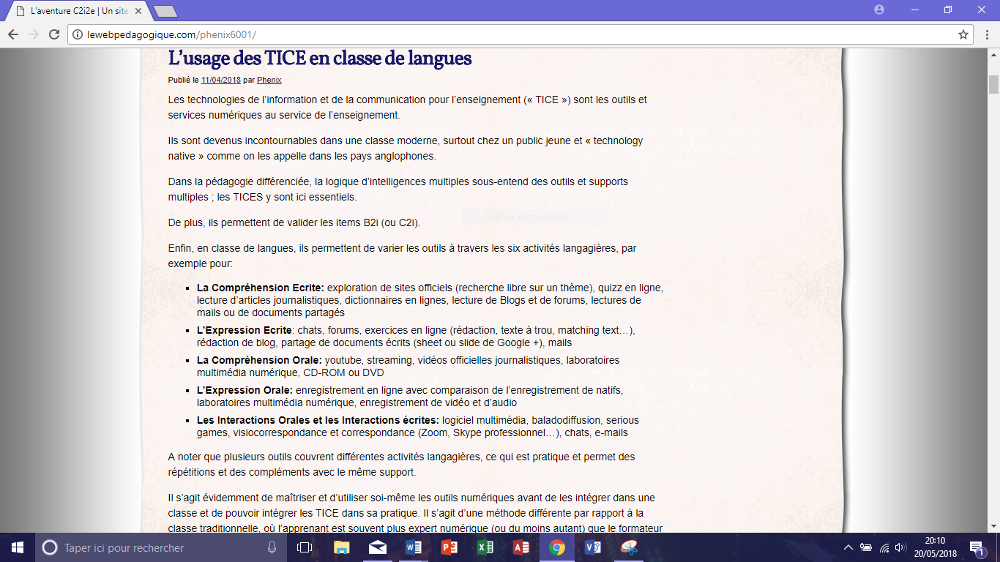 L'aventure C2i2e | Un site
lewebpedagogique.com/phenix6001/
L'usage des TICE en classe de langues
Publié le 11/04/2018 par Phenix
Les technologies de l'information et de la communication pour l'enseignement (« TICE ») sont les outils et
services numériques au service de l'enseignement.
Ils sont devenus incontournables dans une classe moderne, surtout chez un public jeune et « technology
native » comme on les appelle dans les pays anglophones.
Dans la pédagogie différenciée, la logique d'intelligences multiples sous-entend des outils et supports
multiples ; les TICES y sont ici essentiels.
Capture rectangulaire
De plus, ils permettent de valider les items B2i (ou C2i).
Enfin, en classe de langues, ils permettent de varier les outils à travers les six activités langagières, par
exemple pour:
▪ La Compréhension Ecrite: exploration de sites officiels (recherche libre sur un thème), quizz en ligne,
lecture d'articles journalistiques, dictionnaires en lignes, lecture de Blogs et de forums, lectures de
mails ou de documents partagés
▪ L'Expression Ecrite: chats, forums, exercices en ligne (rédaction, texte à trou, matching text…),
rédaction de blog, partage de documents écrits (sheet ou slide de Google +), mails
▪ La Compréhension Orale: youtube, streaming, vidéos officielles journalistiques, laboratoires
multimédia numérique, CD-ROM ou DVD
▪ L'Expression Orale: enregistrement en ligne avec comparaison de l'enregistrement de natifs,
laboratoires multimédia numérique, enregistrement de vidéo et d'audio
▪ Les Interactions Orales et les Interactions écrites: logiciel multimédia, baladodiffusion, serious
games, visiocorrespondance et correspondance (Zoom, Skype professionnel…), chats, e-mails
A noter que plusieurs outils couvrent différentes activités langagières, ce qui est pratique et permet des
répétitions et des compléments avec le même support.
Il s'agit évidemment de maîtriser et d'utiliser soi-même les outils numériques avant de les intégrer dans une
classe et de pouvoir intégrer les TICE dans sa pratique. Il s'agit d'une méthode différente par rapport à la
classe traditionnelle, où l'apprenant est souvent plus expert numérique (ou du moins autant) que le formateur
Taper ici pour rechercher
20:10
20/05/2018
1